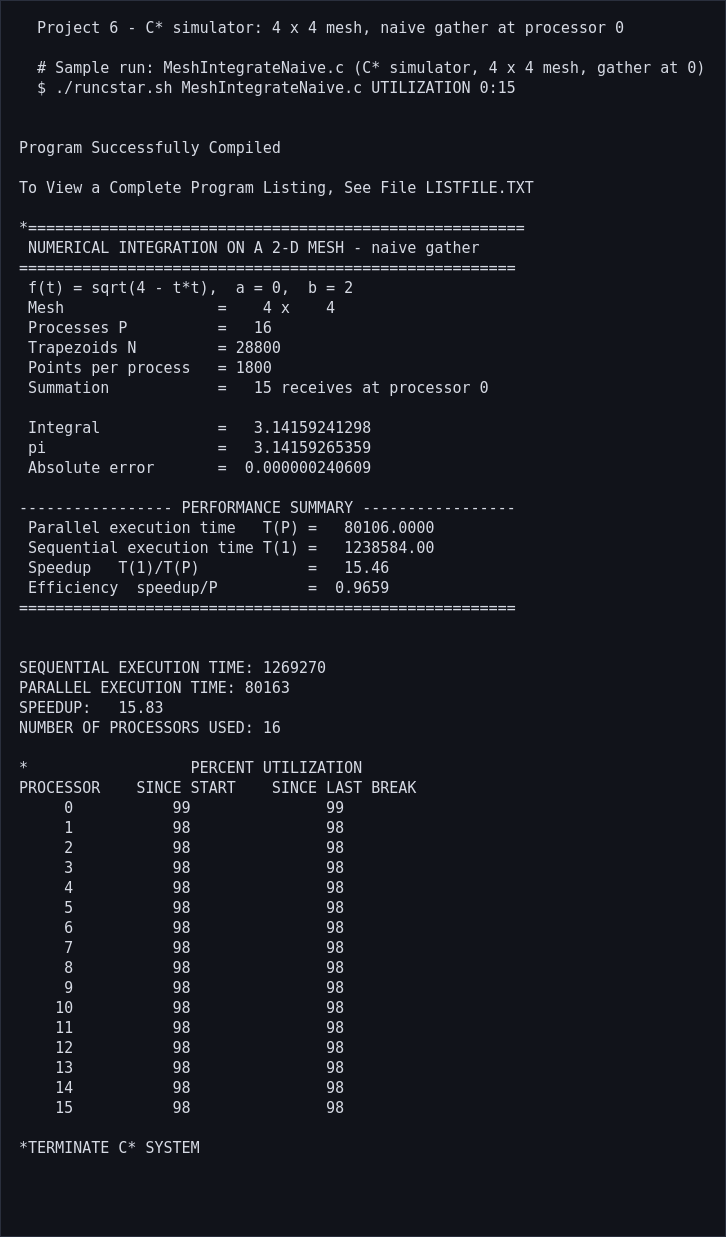 Project 6 - C* simulator: 4 x 4 mesh, naive gather at processor 0
# Sample run: MeshIntegrateNaive.c (C* simulator, 4 x 4 mesh, gather at 0)
$ ./runcstar.sh MeshIntegrateNaive.c UTILIZATION 0:15
Program Successfully Compiled
To View a Complete Program Listing, See File LISTFILE.TXT
*=======================================================
NUMERICAL INTEGRATION ON A 2-D MESH - naive gather
=======================================================
f(t) = sqrt(4 - t*t),  a = 0,  b = 2
Mesh                 =    4 x    4
Processes P          =   16
Trapezoids N         = 28800
Points per process   = 1800
Summation            =   15 receives at processor 0
Integral             =   3.14159241298
pi                   =   3.14159265359
Absolute error       =  0.000000240609
----------------- PERFORMANCE SUMMARY -----------------
Parallel execution time   T(P) =   80106.0000
Sequential execution time T(1) =   1238584.00
Speedup   T(1)/T(P)            =   15.46
Efficiency  speedup/P          =  0.9659
=======================================================
SEQUENTIAL EXECUTION TIME: 1269270
PARALLEL EXECUTION TIME: 80163
SPEEDUP:   15.83
NUMBER OF PROCESSORS USED: 16
*                  PERCENT UTILIZATION
PROCESSOR    SINCE START    SINCE LAST BREAK
0           99               99
1           98               98
2           98               98
3           98               98
4           98               98
5           98               98
6           98               98
7           98               98
8           98               98
9           98               98
10           98               98
11           98               98
12           98               98
13           98               98
14           98               98
15           98               98
*TERMINATE C* SYSTEM